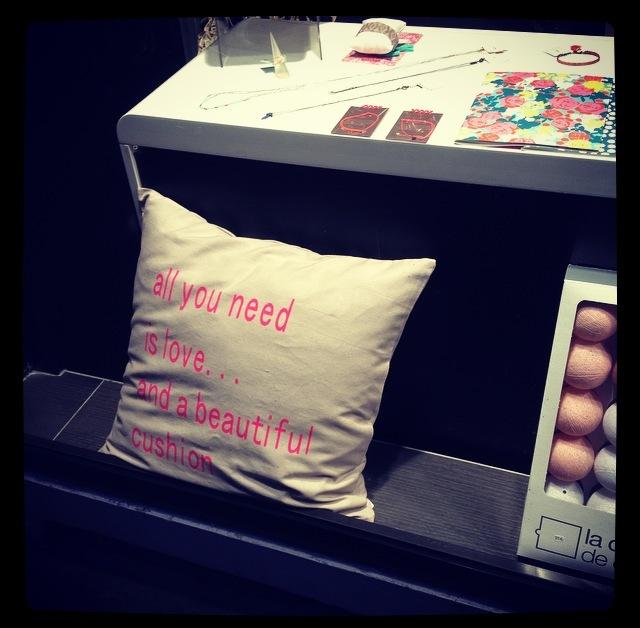 all you need
is love...
and a beautiful
cushion
la
de